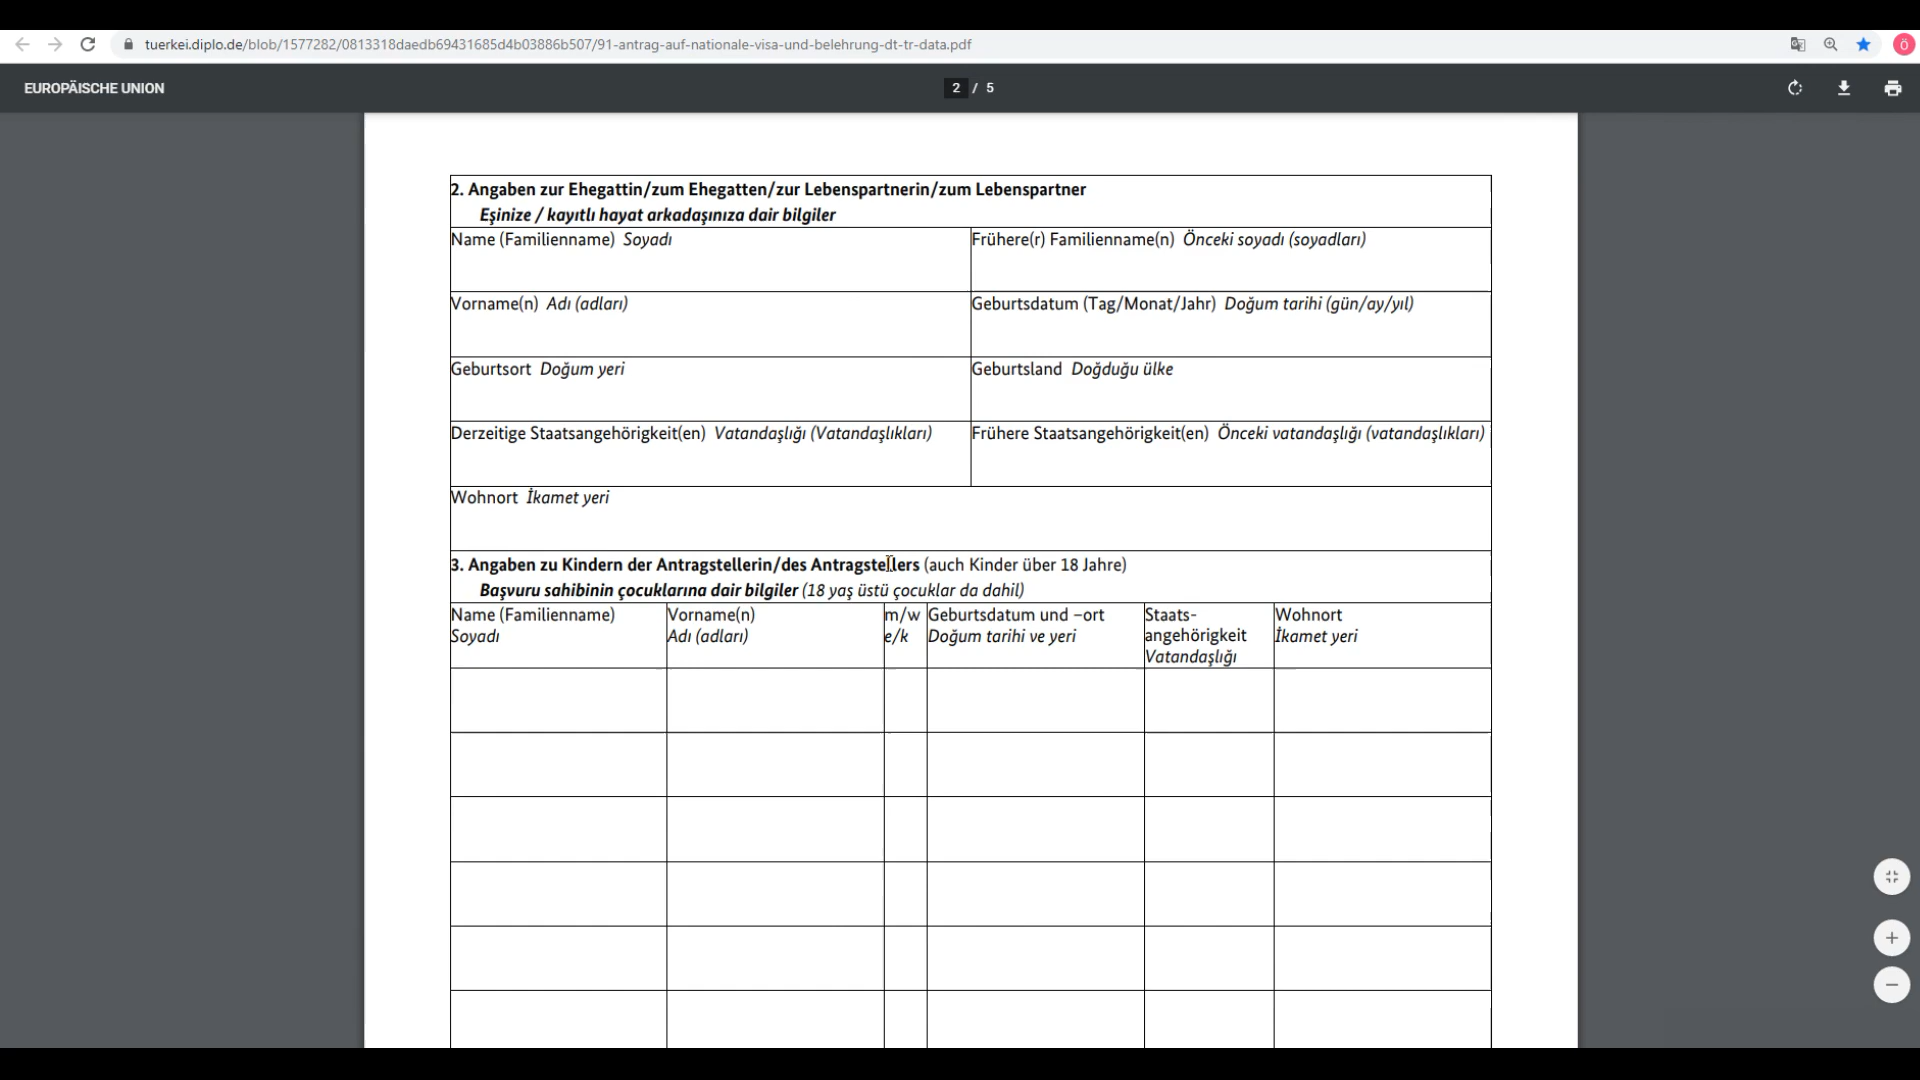 tuerkei.diplo.de/blob/1577282/0813318daedb69431685d4b03886b507/91-antrag-auf-nationale-visa-und-belehrung-dt-tr-data.pdf
Ö
EUROPÄISCHE UNION
2 / 5
2. Angaben zur Ehegattin/zum Ehegatten/zur Lebenspartnerin/zum Lebenspartner
Eşinize / kayıtlı hayat arkadaşınıza dair bilgiler
Name (Familienname) Soyadı
Frühere(r) Familienname(n) Önceki soyadı (soyadları)
Vorname(n) Adı (adları)
Geburtsdatum (Tag/Monat/Jahr) Doğum tarihi (gün/ay/yıl)
Geburtsort Doğum yeri
Geburtsland Doğduğu ülke
Derzeitige Staatsangehörigkeit(en) Vatandaşlığı (Vatandaşlıkları)
Frühere Staatsangehörigkeit(en) Önceki vatandaşlığı (vatandaşlıkları)
Wohnort İkamet yeri
3. Angaben zu Kindern der Antragstellerin/des Antragstellers (auch Kinder über 18 Jahre)
Başvuru sahibinin çocuklarına dair bilgiler (18 yaş üstü çocuklar da dahil)
Name (Familienname)
Soyadı
Vorname(n)
Adı (adları)
m/w
e/k
Geburtsdatum und –ort
Doğum tarihi ve yeri
Staats-
angehörigkeit
Vatandaşlığı
Wohnort
İkamet yeri